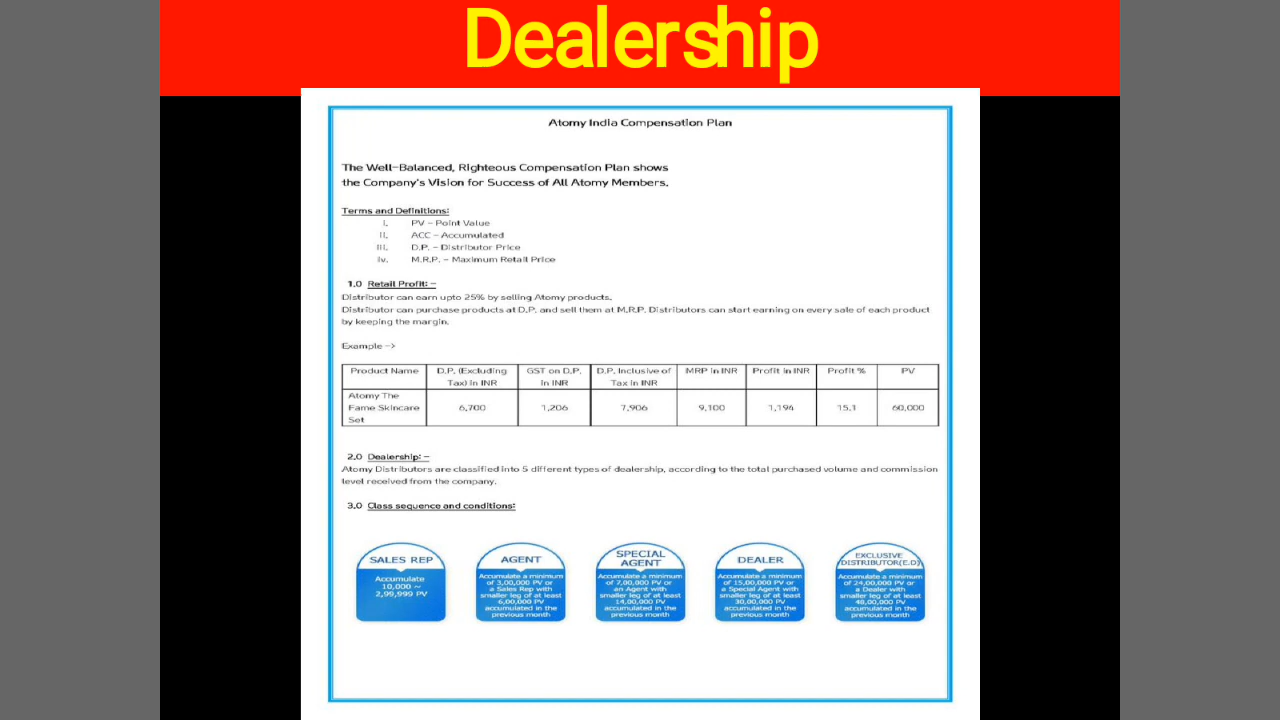 Dealership
Atomy India Compensation Plan
The Well-Balanced, Righteous Compensation Plan shows
the Company's Vision for Success of All Atomy Members.
Terms and Definitions:
i. PV - Point Value
ii. ACC - Accumulated
iii. D.P. - Distributor Price
iv. M.R.P. - Maximum Retail Price
1.0 Retail Profit: -
Distributor can earn upto 25% by selling Atomy products.
Distributor can purchase products at D.P. and sell them at M.R.P. Distributors can start earning on every sale of each product
by keeping the margin.
Example ->
Product Name D.P. (Excluding Tax) in INR GST on D.P. in INR D.P. Inclusive of Tax in INR MRP in INR Profit in INR Profit % PV
Atomy The Fame Skincare Set 6,700 1,206 7,906 9,100 1,194 15.1 60,000
2.0 Dealership: -
Atomy Distributors are classified into 5 different types of dealership, according to the total purchased volume and commission
level received from the company.
3.0 Class sequence and conditions:
SALES REP
Accumulate
10,000 ~
2,99,999 PV
AGENT
Accumulate a minimum
of 3,00,000 PV or
a Sales Rep with
smaller leg of at least
6,00,000 PV
accumulated in the
previous month
SPECIAL
AGENT
Accumulate a minimum
of 7,00,000 PV or
an Agent with
smaller leg of at least
14,00,000 PV
accumulated in the
previous month
DEALER
Accumulate a minimum
of 15,00,000 PV or
a Special Agent with
smaller leg of at least
30,00,000 PV
accumulated in the
previous month
EXCLUSIVE
DISTRIBUTOR(E.D)
Accumulate a minimum
of 24,00,000 PV or
a Dealer with
smaller leg of at least
48,00,000 PV
accumulated in the
previous month